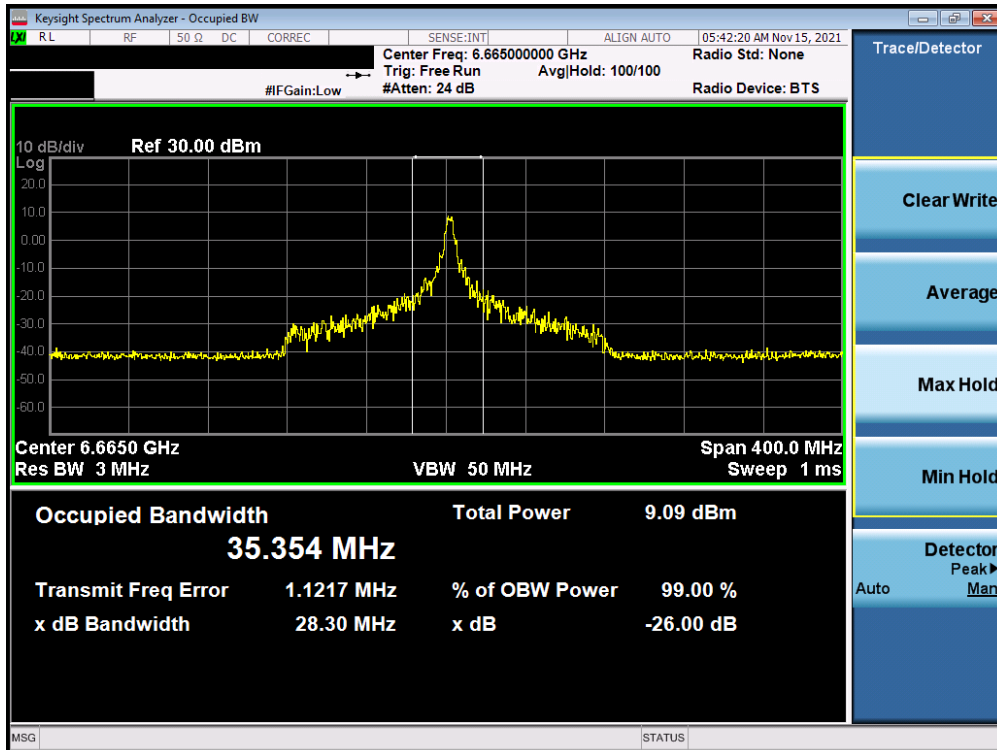 Keysight Spectrum Analyzer - Occupied BW
LXI RL RF 50 Ω DC CORREC SENSE:INT ALIGN AUTO 05:42:20 AM Nov 15, 2021
Center Freq: 6.665000000 GHz Radio Std: None
Trig: Free Run Avg|Hold: 100/100
#IFGain:Low #Atten: 24 dB Radio Device: BTS
10 dB/div Ref 30.00 dBm
Log
20.0
10.0
0.00
-10.0
-20.0
-30.0
-40.0
-50.0
-60.0
Center 6.6650 GHz Span 400.0 MHz
Res BW 3 MHz VBW 50 MHz Sweep 1 ms
Occupied Bandwidth Total Power 9.09 dBm
35.354 MHz
Transmit Freq Error 1.1217 MHz % of OBW Power 99.00 %
x dB Bandwidth 28.30 MHz x dB -26.00 dB
Trace/Detector
Clear Write
Average
Max Hold
Min Hold
Detector
Peak▶
Auto Man
MSG STATUS